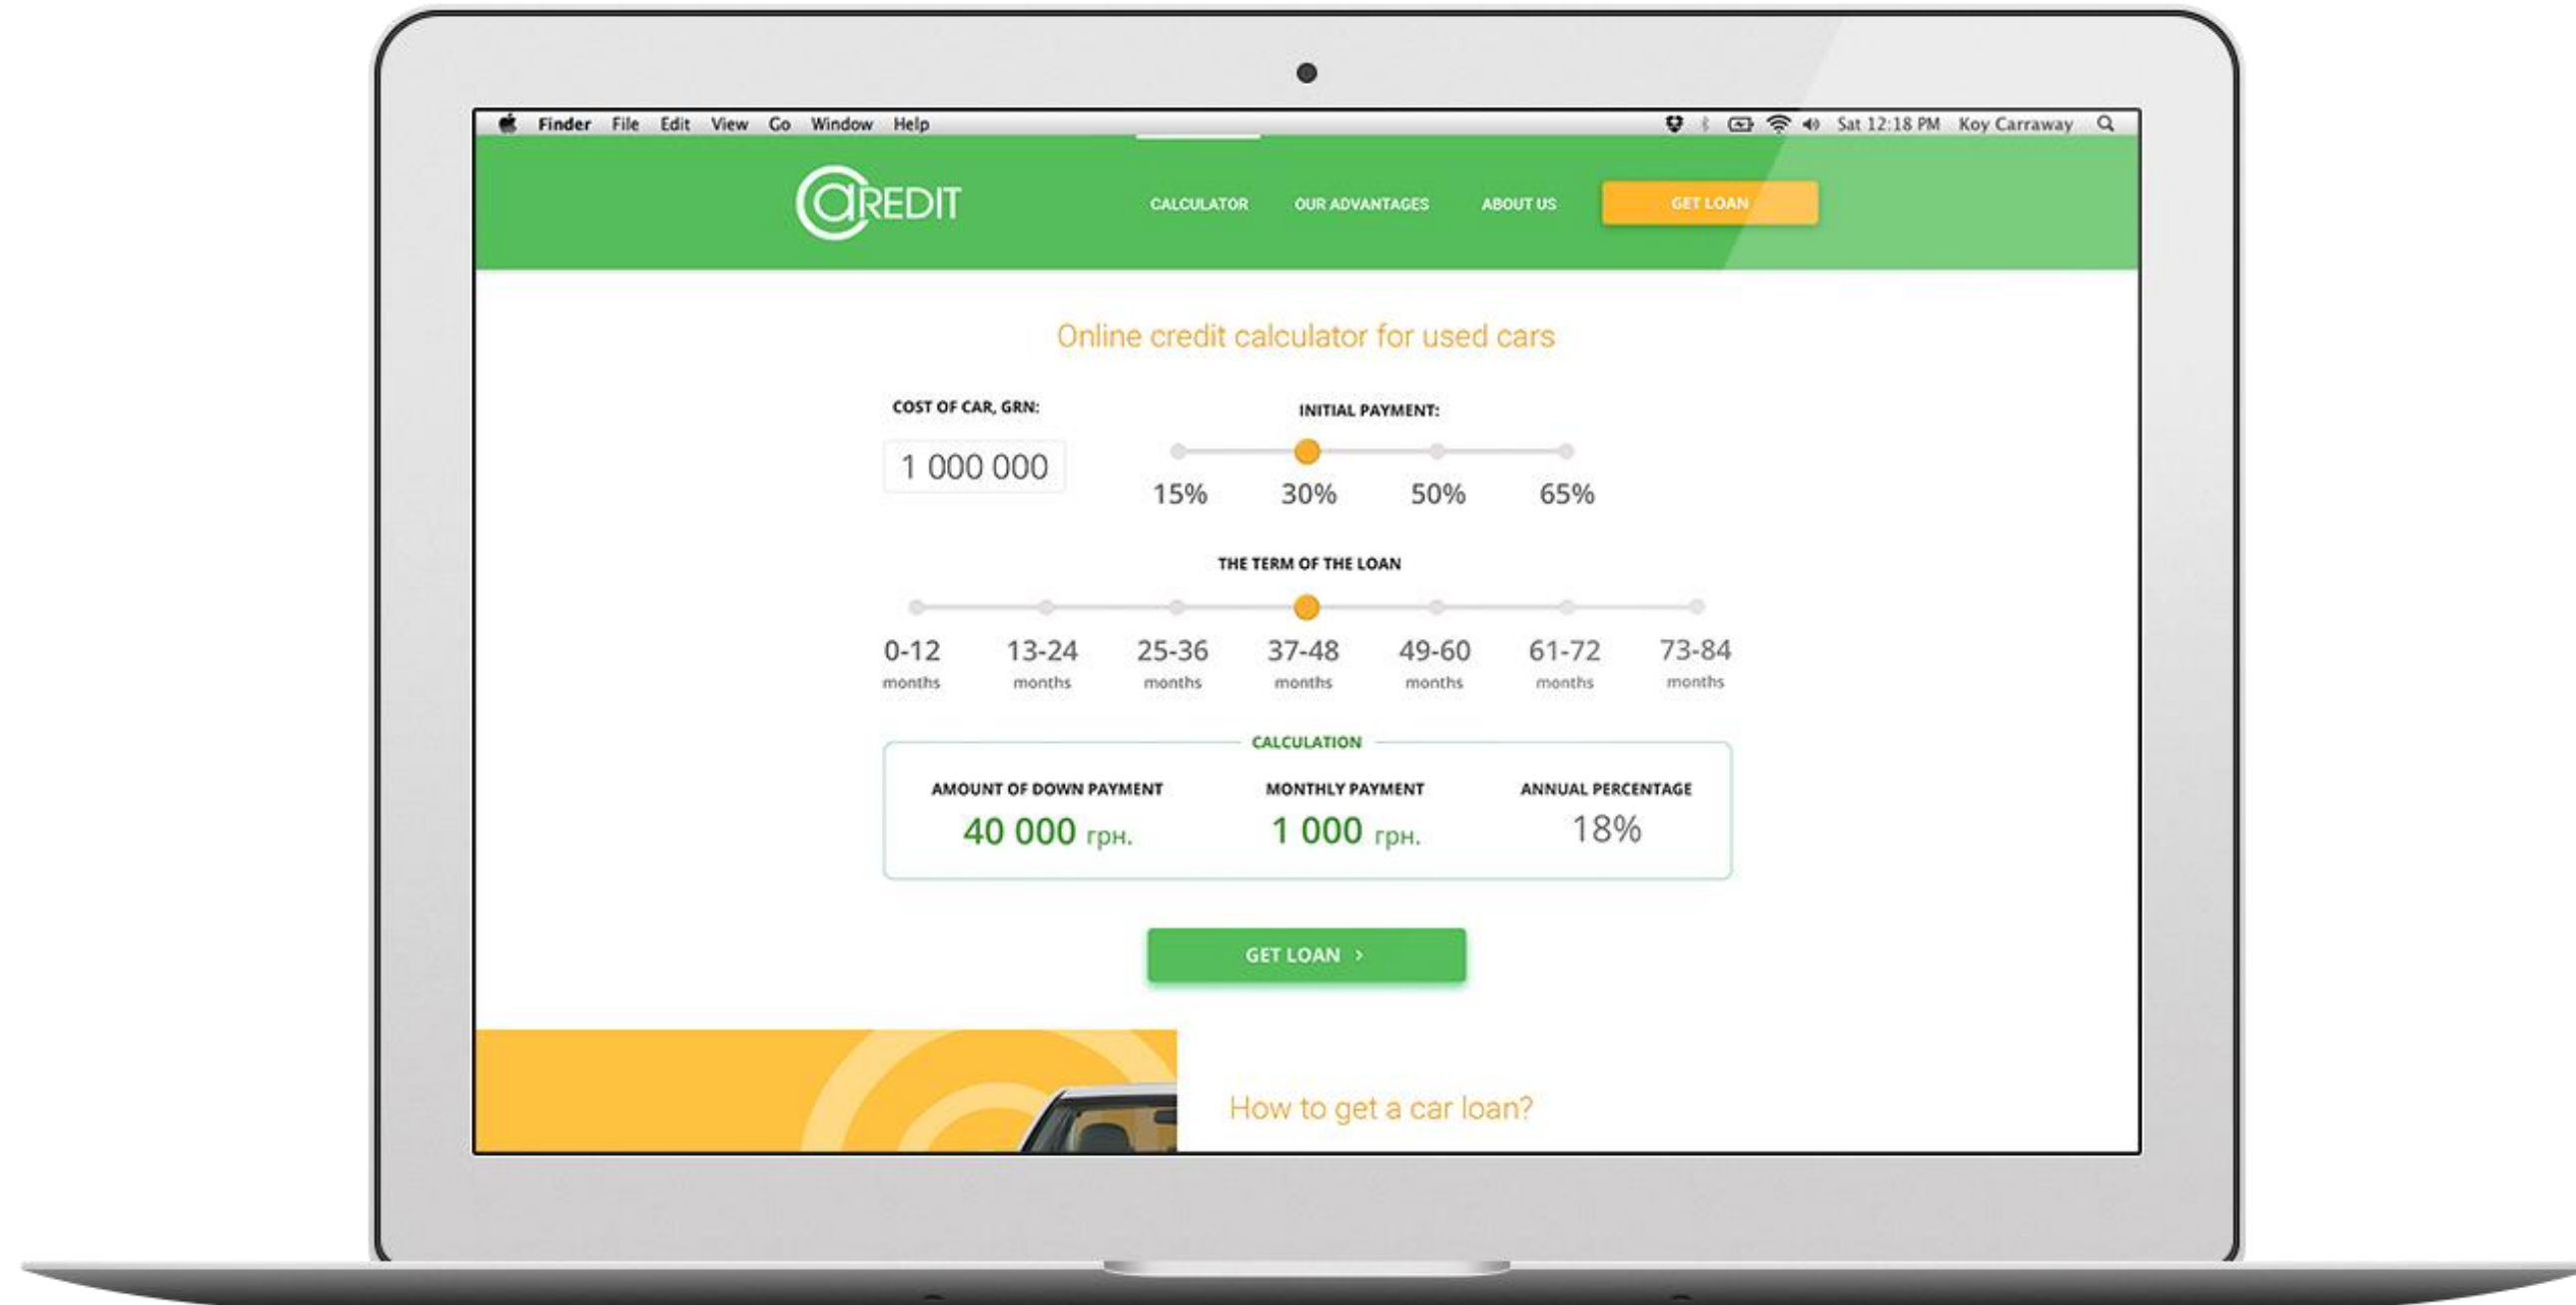 Finder File Edit View Go Window Help Sat 12:18 PM Koy Carraway
CaREDIT CALCULATOR OUR ADVANTAGES ABOUT US GET LOAN
Online credit calculator for used cars
COST OF CAR, GRN: INITIAL PAYMENT:
1 000 000
15% 30% 50% 65%
THE TERM OF THE LOAN
0-12 13-24 25-36 37-48 49-60 61-72 73-84
months months months months months months months
CALCULATION
AMOUNT OF DOWN PAYMENT MONTHLY PAYMENT ANNUAL PERCENTAGE
40 000 грн. 1 000 грн. 18%
GET LOAN >
How to get a car loan?